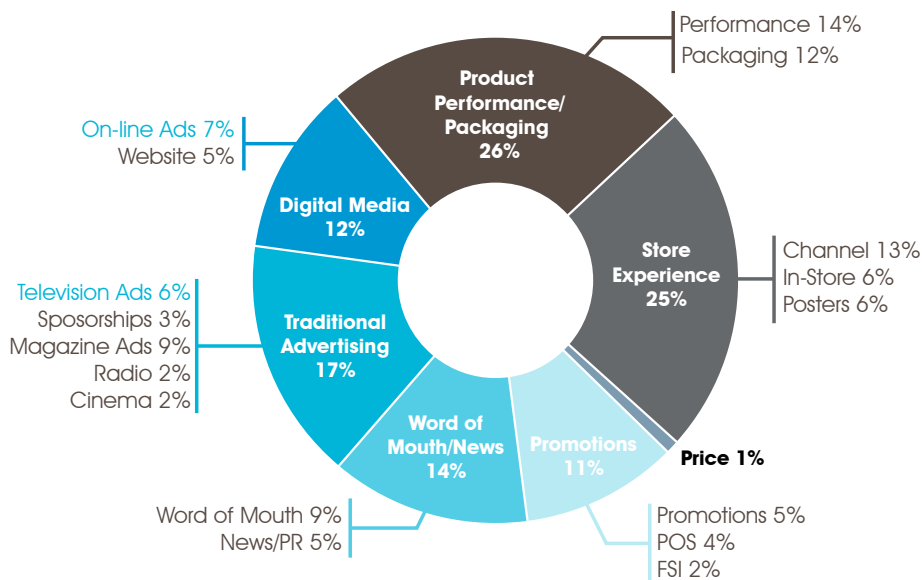 Performance 14%
Packaging 12%
Product
Performance/
Packaging
26%
On-line Ads 7%
Website 5%
Digital Media
12%
Store
Experience
25%
Channel 13%
In-Store 6%
Posters 6%
Television Ads 6%
Sposorships 3%
Magazine Ads 9%
Radio 2%
Cinema 2%
Traditional
Advertising
17%
Word of
Mouth/News
14%
Promotions
11%
Price 1%
Word of Mouth 9%
News/PR 5%
Promotions 5%
POS 4%
FSI 2%